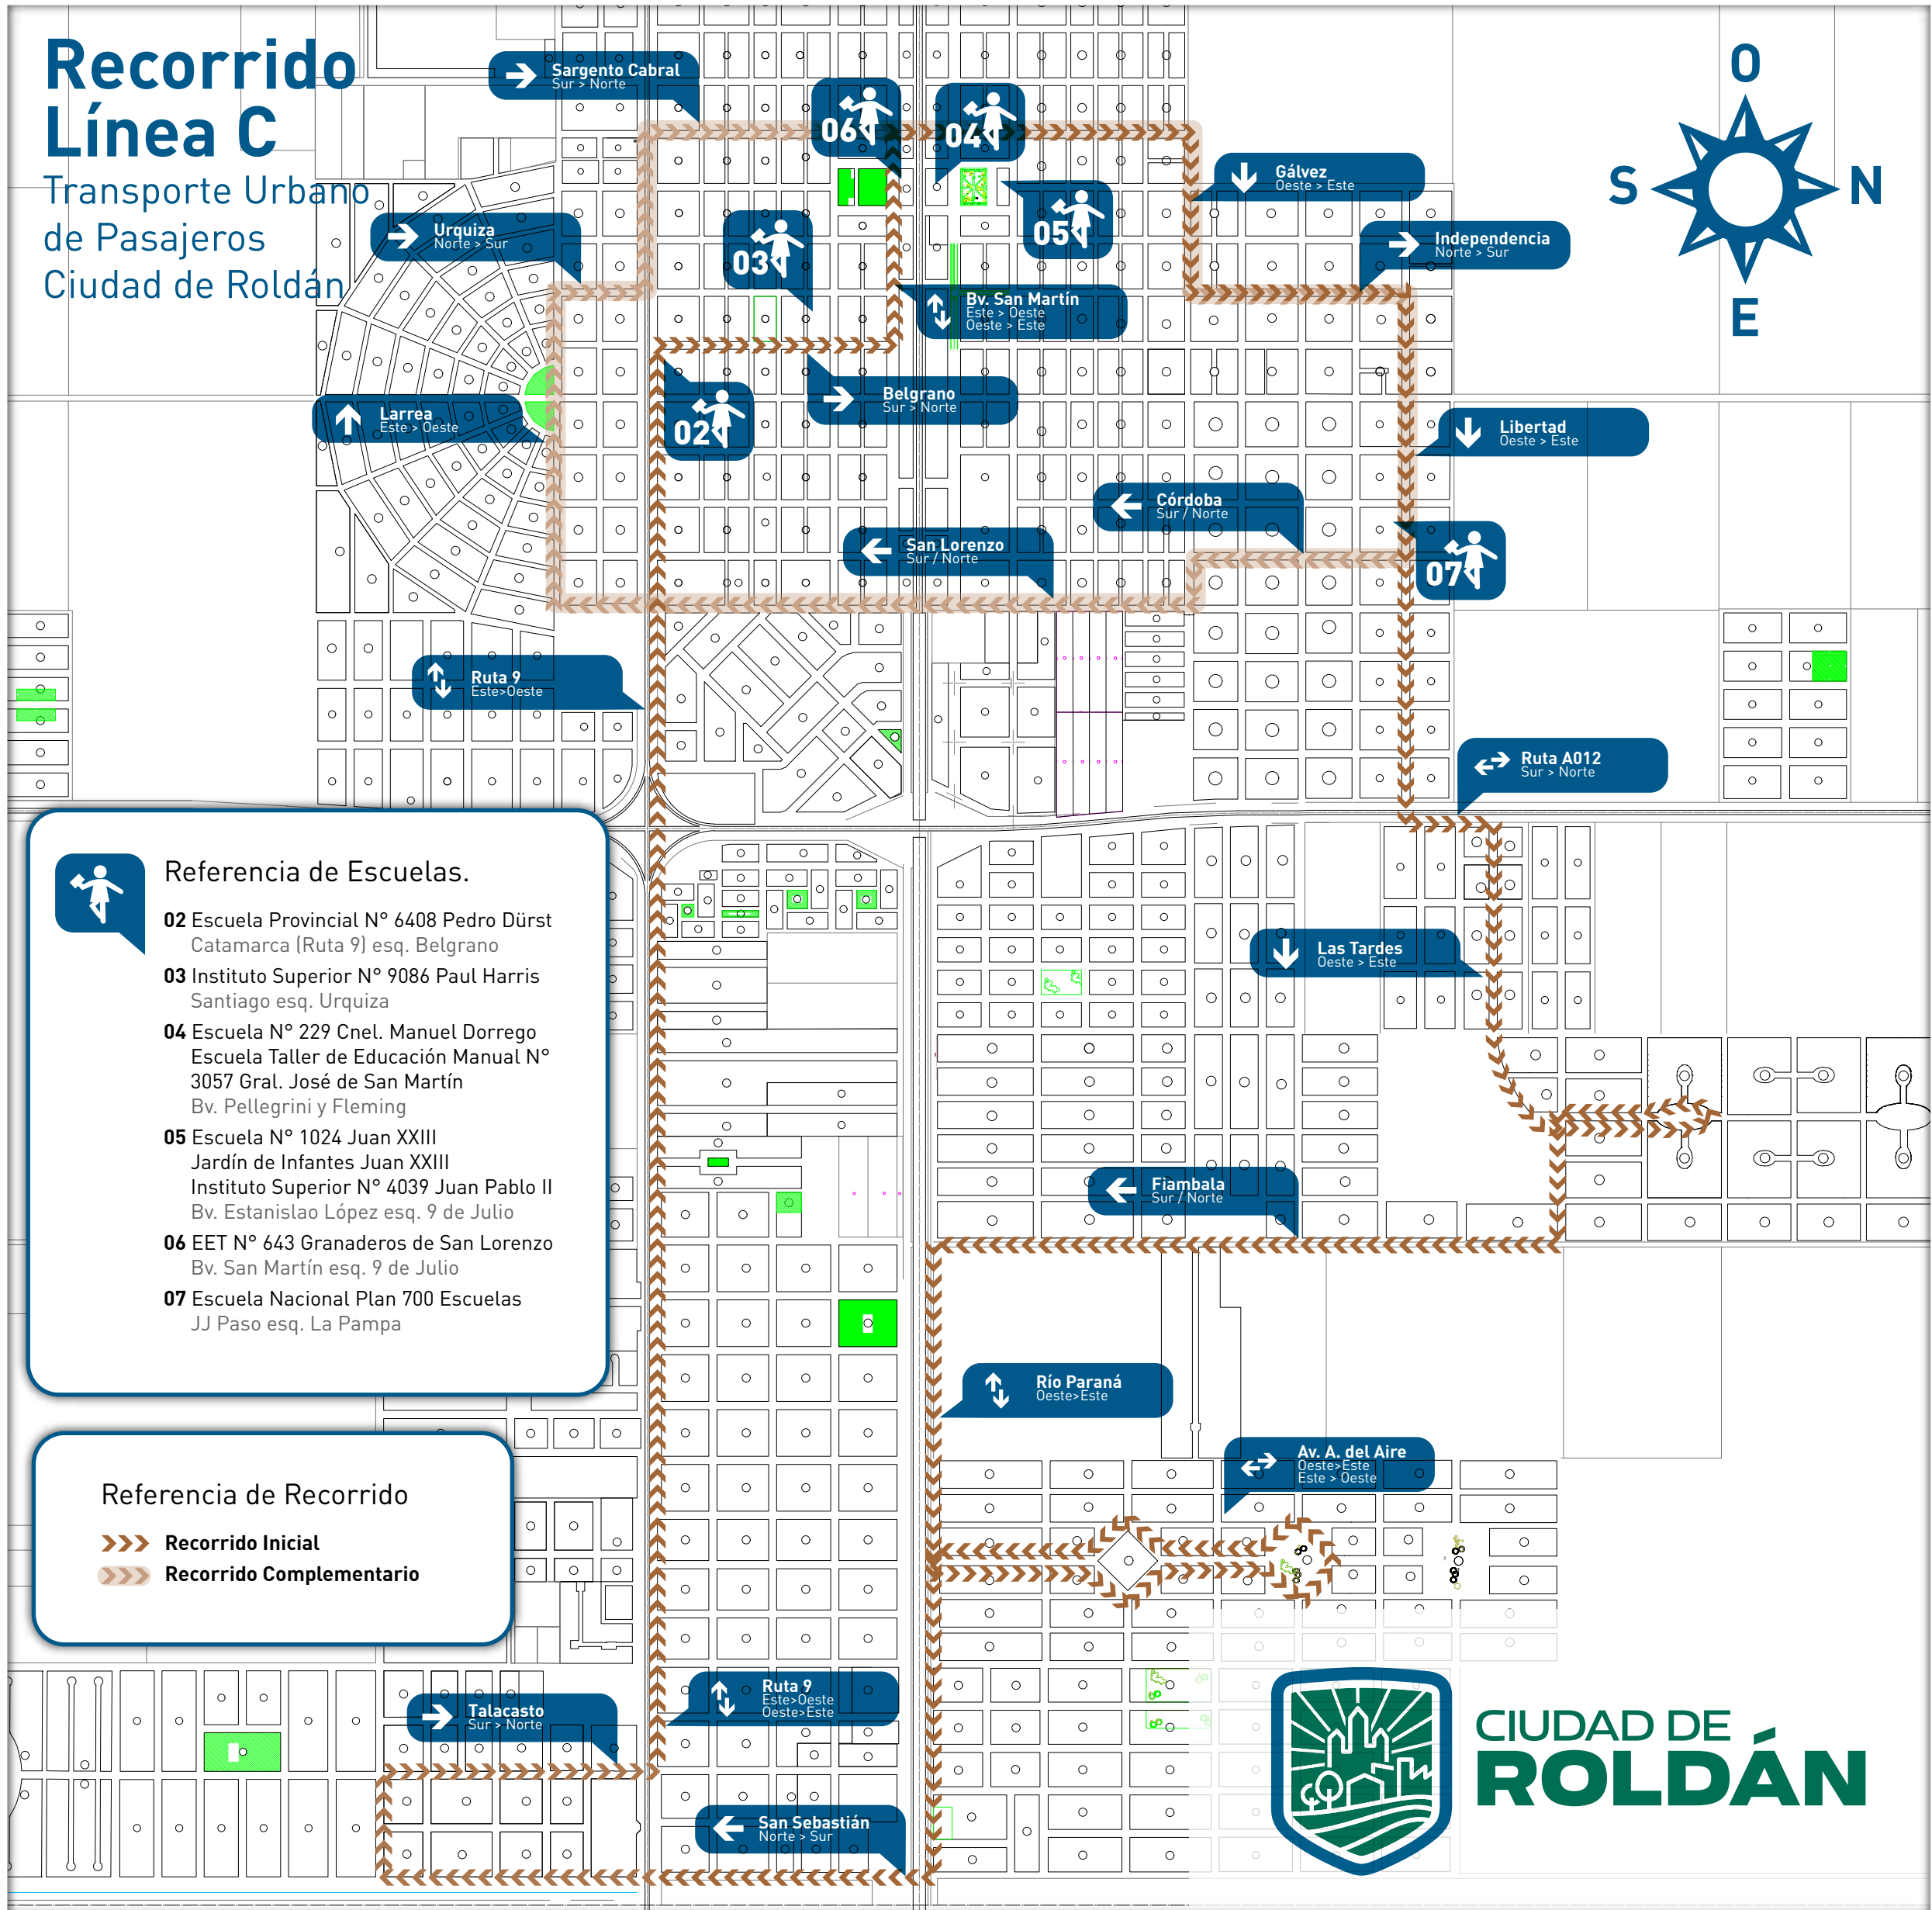 Recorrido
Línea C
Transporte Urbano
de Pasajeros
Ciudad de Roldán
O
S
N
E
Sargento Cabral
Sur > Norte
06
04
05
03
02
07
Gálvez
Oeste > Este
Urquiza
Norte > Sur
Independencia
Norte > Sur
Bv. San Martín
Este > Oeste
Oeste > Este
Larrea
Este > Oeste
Belgrano
Sur > Norte
Libertad
Oeste > Este
Córdoba
Sur / Norte
San Lorenzo
Sur / Norte
Ruta 9
Este>Oeste
Ruta A012
Sur > Norte
Las Tardes
Oeste > Este
Fiambala
Sur / Norte
Río Paraná
Oeste>Este
Av. A. del Aire
Oeste>Este
Este > Oeste
Ruta 9
Este>Oeste
Oeste>Este
Talacasto
Sur > Norte
San Sebastián
Norte > Sur
Referencia de Escuelas.
02 Escuela Provincial N° 6408 Pedro Dürst
Catamarca (Ruta 9) esq. Belgrano
03 Instituto Superior N° 9086 Paul Harris
Santiago esq. Urquiza
04 Escuela N° 229 Cnel. Manuel Dorrego
Escuela Taller de Educación Manual N°
3057 Gral. José de San Martín
Bv. Pellegrini y Fleming
05 Escuela N° 1024 Juan XXIII
Jardín de Infantes Juan XXIII
Instituto Superior N° 4039 Juan Pablo II
Bv. Estanislao López esq. 9 de Julio
06 EET N° 643 Granaderos de San Lorenzo
Bv. San Martín esq. 9 de Julio
07 Escuela Nacional Plan 700 Escuelas
JJ Paso esq. La Pampa
Referencia de Recorrido
Recorrido Inicial
Recorrido Complementario
CIUDAD DE
ROLDÁN